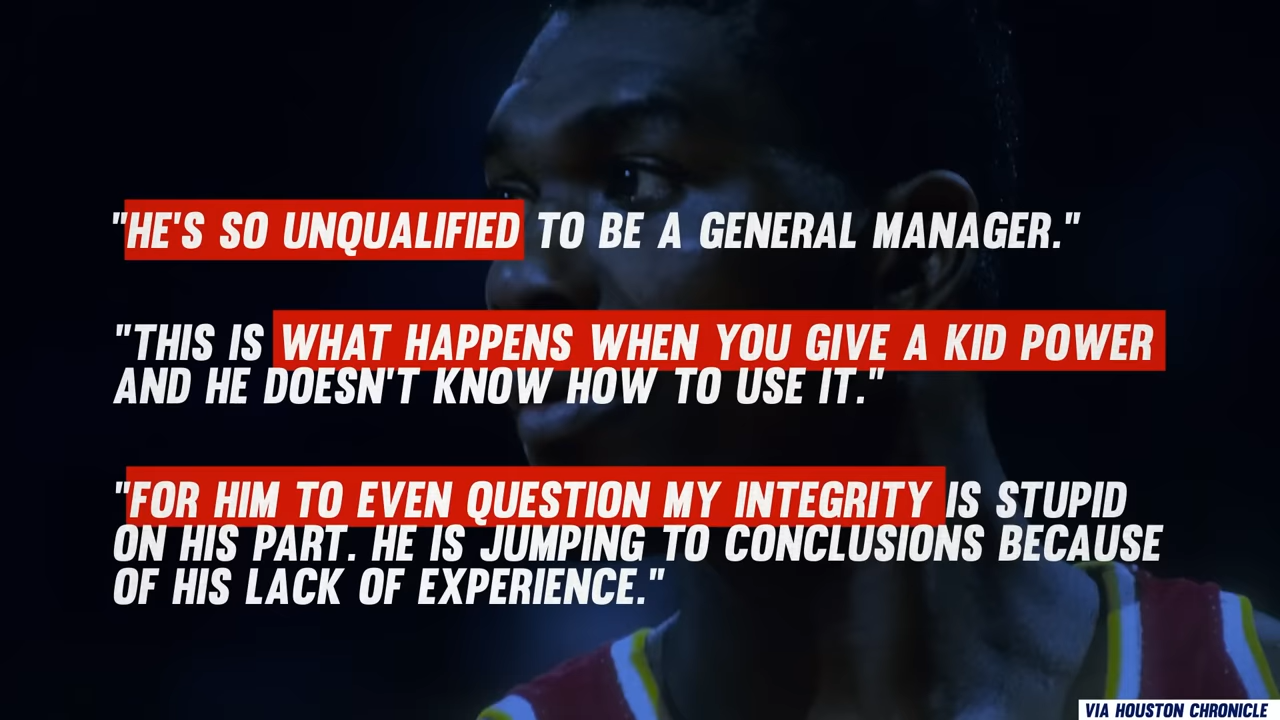 "HE'S SO UNQUALIFIED TO BE A GENERAL MANAGER."
"THIS IS WHAT HAPPENS WHEN YOU GIVE A KID POWER
AND HE DOESN'T KNOW HOW TO USE IT."
"FOR HIM TO EVEN QUESTION MY INTEGRITY IS STUPID
ON HIS PART. HE IS JUMPING TO CONCLUSIONS BECAUSE
OF HIS LACK OF EXPERIENCE."
VIA HOUSTON CHRONICLE